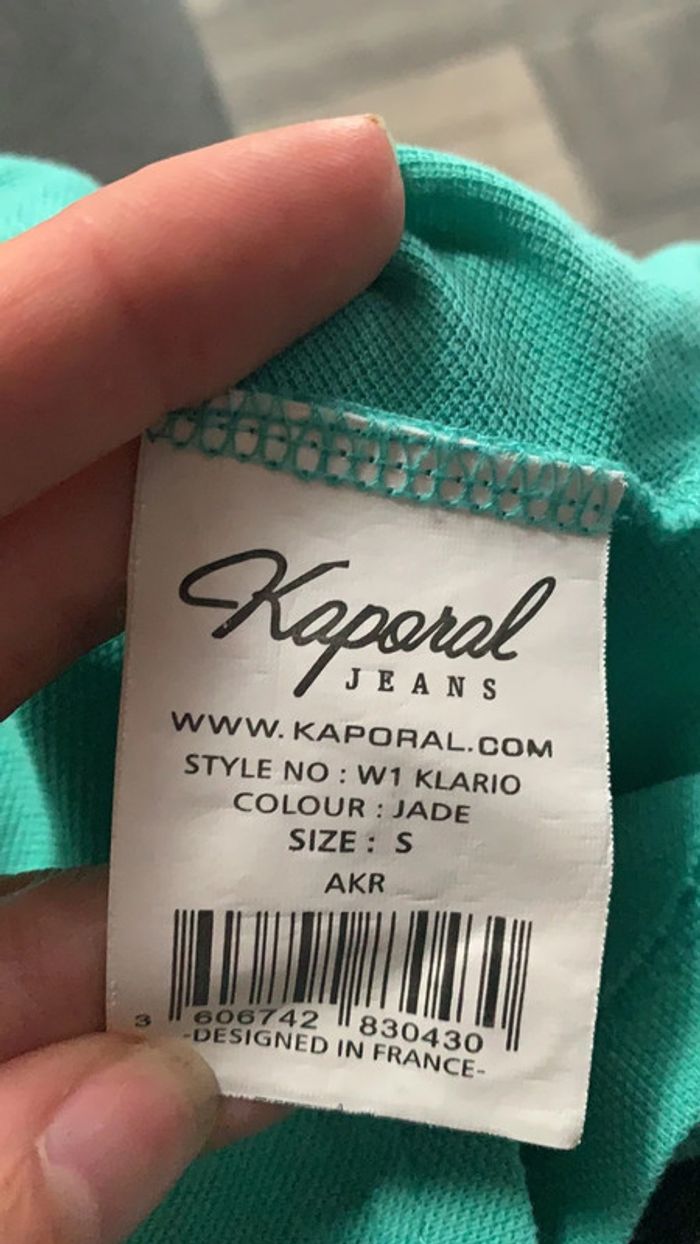 Kaporal
JEANS
WWW.KAPORAL.COM
STYLE NO : W1 KLARIO
COLOUR : JADE
SIZE : S
AKR
3 606742 830430
-DESIGNED IN FRANCE-